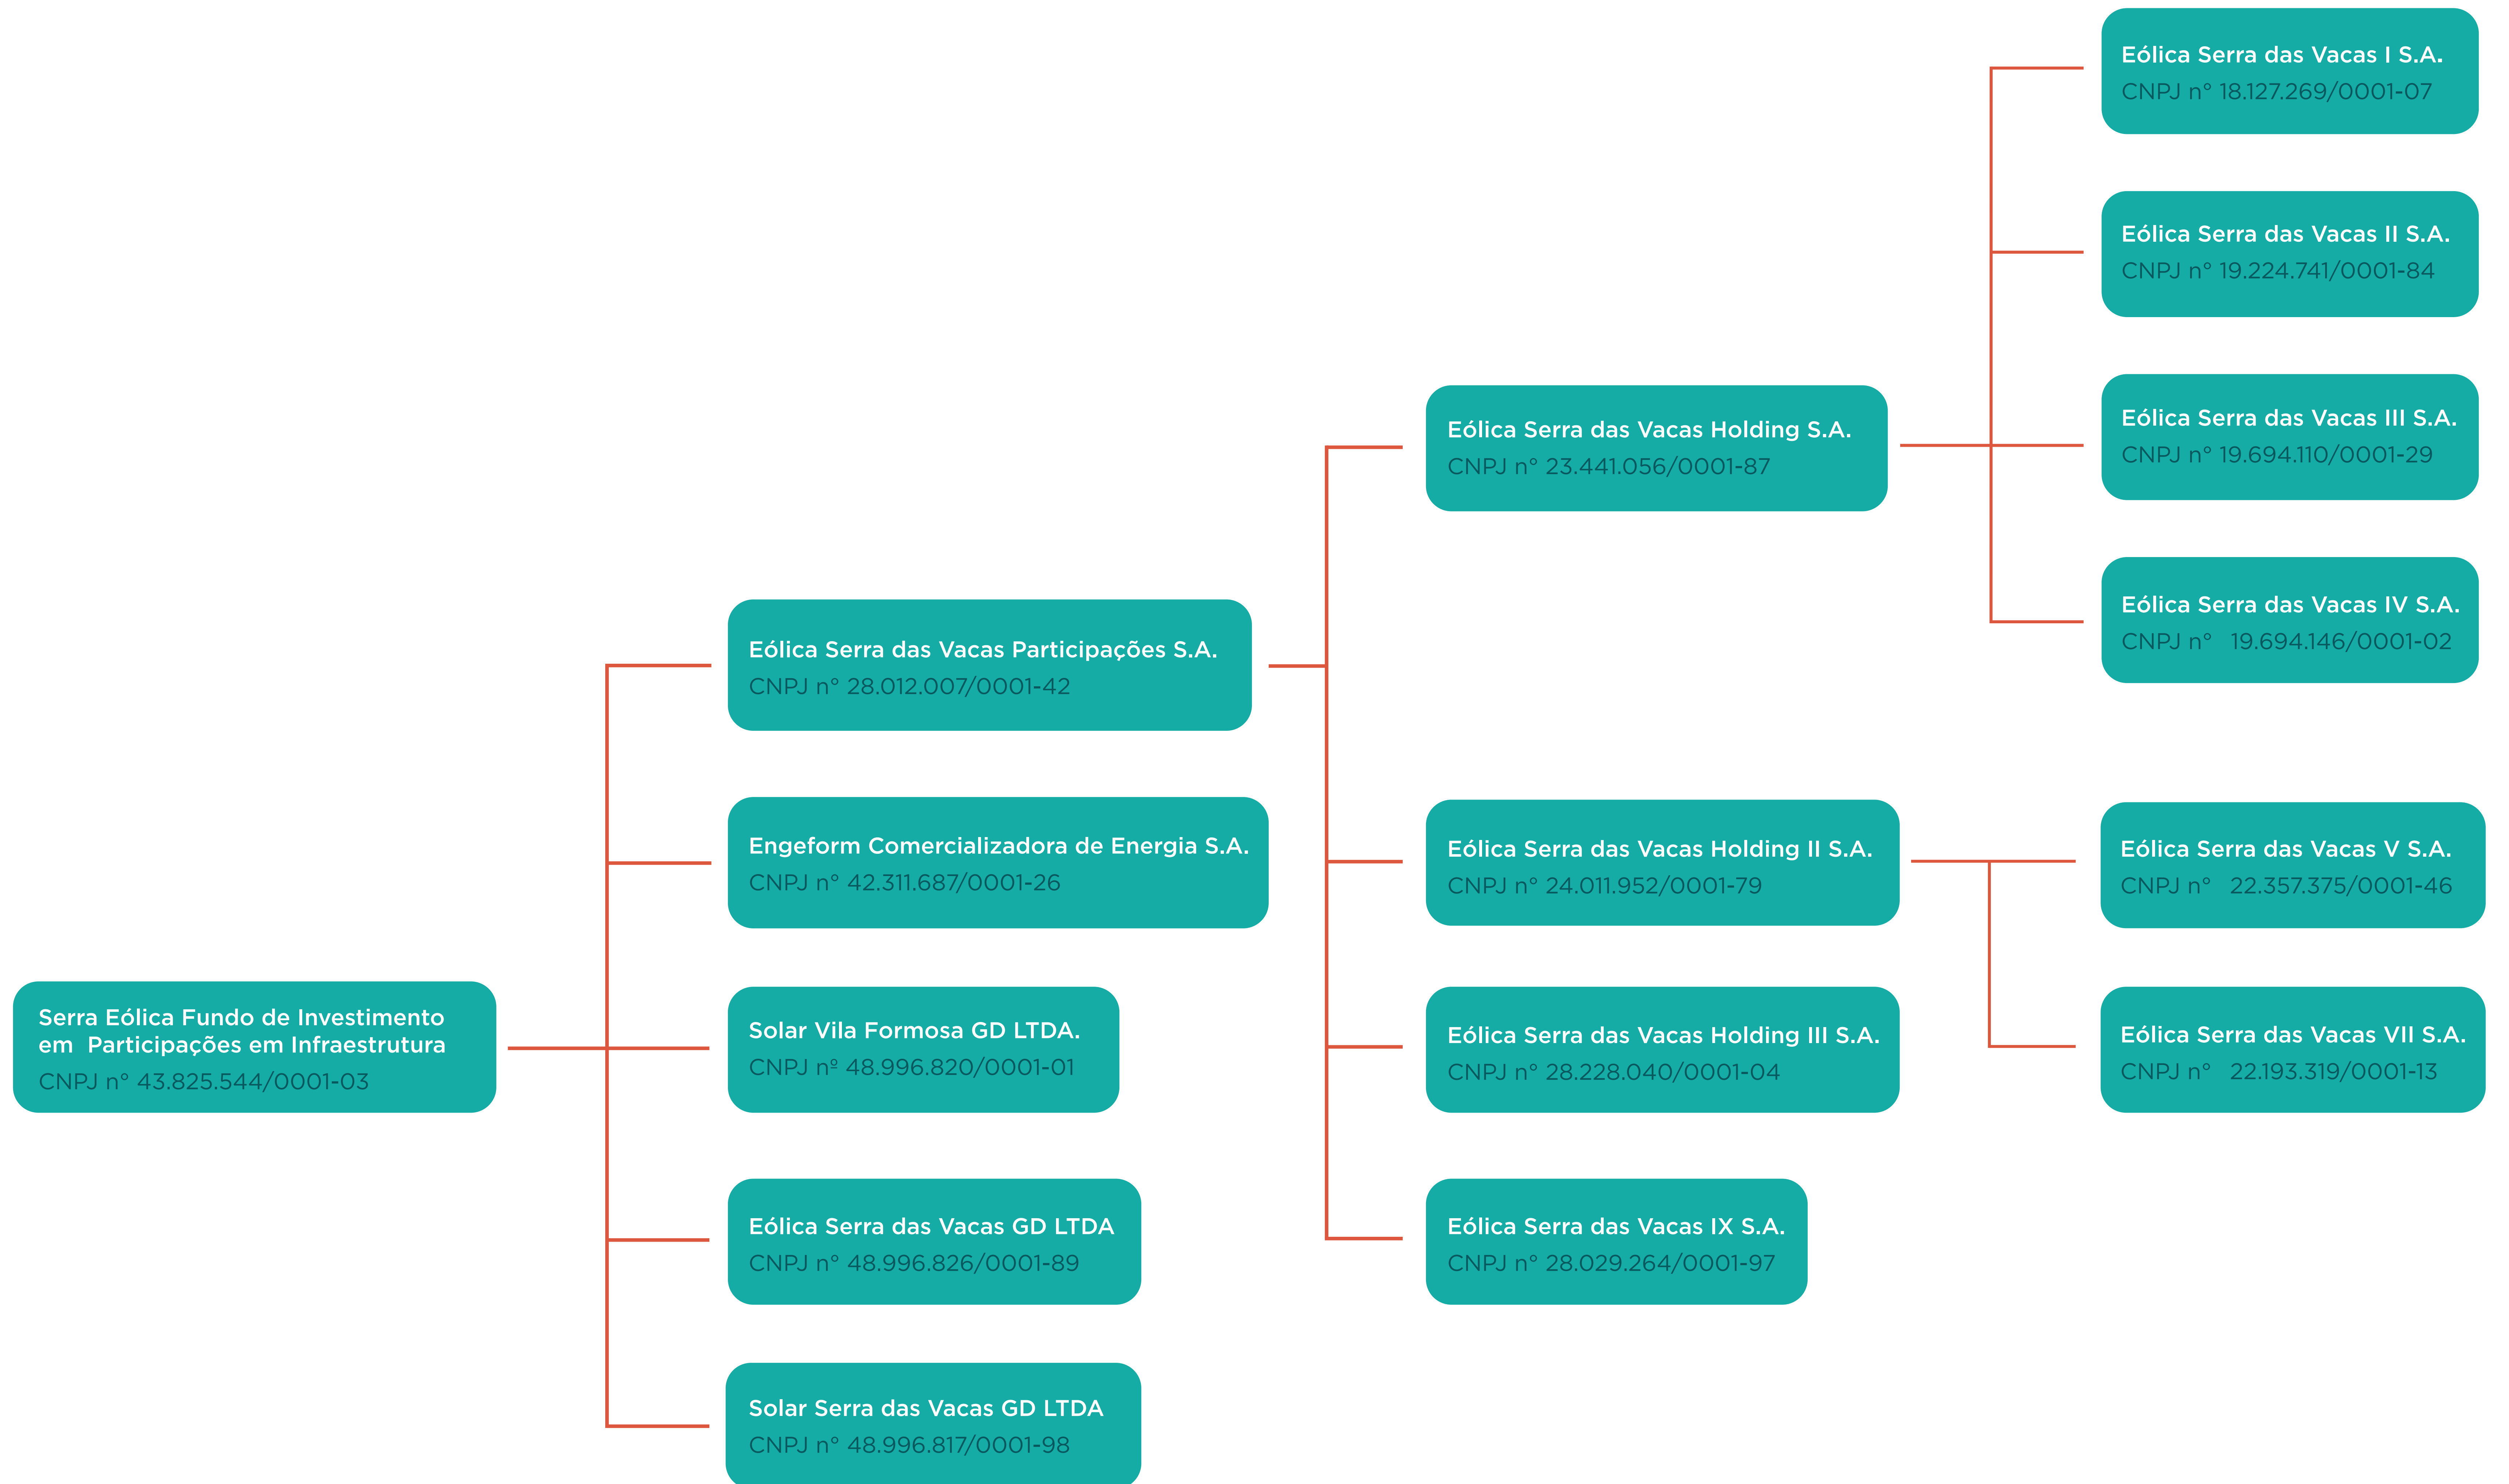 Serra Eólica Fundo de Investimento
em  Participações em Infraestrutura
CNPJ n° 43.825.544/0001-03
Eólica Serra das Vacas Participações S.A.
CNPJ n° 28.012.007/0001-42
Engeform Comercializadora de Energia S.A.
CNPJ n° 42.311.687/0001-26
Solar Vila Formosa GD LTDA.
CNPJ nº 48.996.820/0001-01
Eólica Serra das Vacas GD LTDA
CNPJ n° 48.996.826/0001-89
Solar Serra das Vacas GD LTDA
CNPJ n° 48.996.817/0001-98
Eólica Serra das Vacas Holding S.A.
CNPJ n° 23.441.056/0001-87
Eólica Serra das Vacas Holding II S.A.
CNPJ n° 24.011.952/0001-79
Eólica Serra das Vacas Holding III S.A.
CNPJ n° 28.228.040/0001-04
Eólica Serra das Vacas IX S.A.
CNPJ n° 28.029.264/0001-97
Eólica Serra das Vacas I S.A.
CNPJ n° 18.127.269/0001-07
Eólica Serra das Vacas II S.A.
CNPJ n° 19.224.741/0001-84
Eólica Serra das Vacas III S.A.
CNPJ n° 19.694.110/0001-29
Eólica Serra das Vacas IV S.A.
CNPJ n°  19.694.146/0001-02
Eólica Serra das Vacas V S.A.
CNPJ n°  22.357.375/0001-46
Eólica Serra das Vacas VII S.A.
CNPJ n°  22.193.319/0001-13